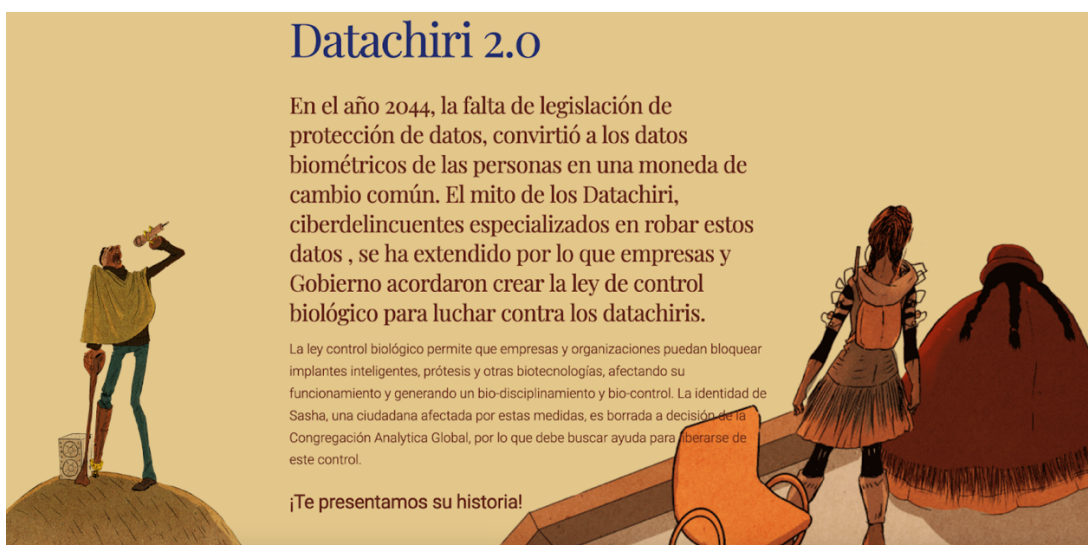 Datachiri 2.0
En el año 2044, la falta de legislación de
protección de datos, convirtió a los datos
biométricos de las personas en una moneda de
cambio común. El mito de los Datachiri,
ciberdelincuentes especializados en robar estos
datos , se ha extendido por lo que empresas y
Gobierno acordaron crear la ley de control
biológico para luchar contra los datachiris.
La ley control biológico permite que empresas y organizaciones puedan bloquear
implantes inteligentes, prótesis y otras biotecnologías, afectando su
funcionamiento y generando un bio-disciplinamiento y bio-control. La identidad de
Sasha, una ciudadana afectada por estas medidas, es borrada a decisión de la
Congregación Analytica Global, por lo que debe buscar ayuda para liberarse de
este control.
¡Te presentamos su historia!